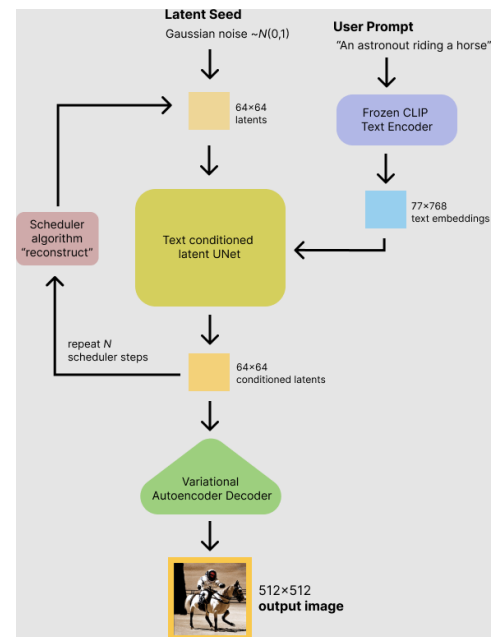 Latent Seed
Gaussian noise ~N(0,1)
User Prompt
“An astronout riding a horse”
64×64
latents
Frozen CLIP
Text Encoder
77×768
text embeddings
Scheduler
algorithm
“reconstruct”
Text conditioned
latent UNet
repeat N
scheduler steps
64×64
conditioned latents
Variational
Autoencoder Decoder
512×512
output image